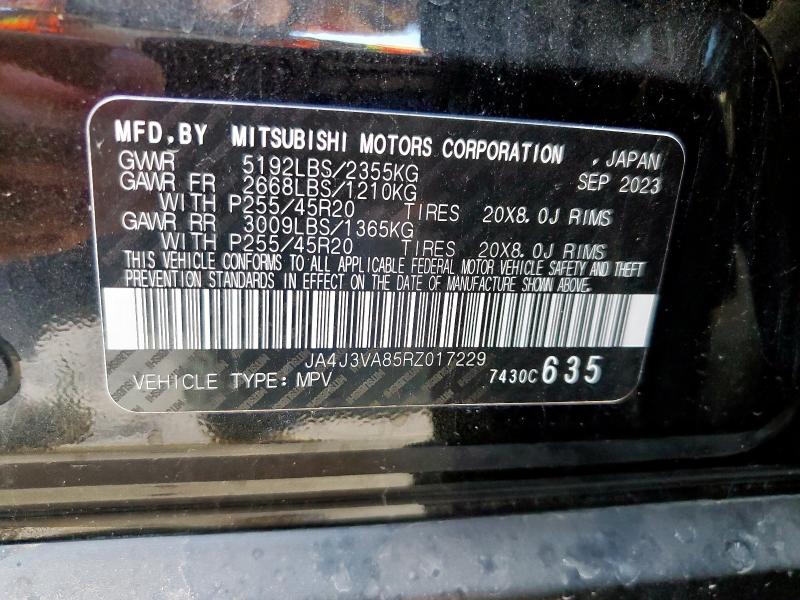 MFD.BY MITSUBISHI MOTORS CORPORATION , JAPAN
GVWR 5192LBS/2355KG SEP 2023
GAWR FR 2668LBS/1210KG
WITH P255/45R20 TIRES 20X8.0J RIMS
GAWR RR 3009LBS/1365KG
WITH P255/45R20 TIRES 20X8.0J RIMS
THIS VEHICLE CONFORMS TO ALL APPLICABLE FEDERAL MOTOR VEHICLE SAFETY AND THEFT
PREVENTION STANDARDS IN EFFECT ON THE DATE OF MANUFACTURE SHOWN ABOVE.
JA4J3VA85RZ017229
VEHICLE TYPE: MPV 7430C635